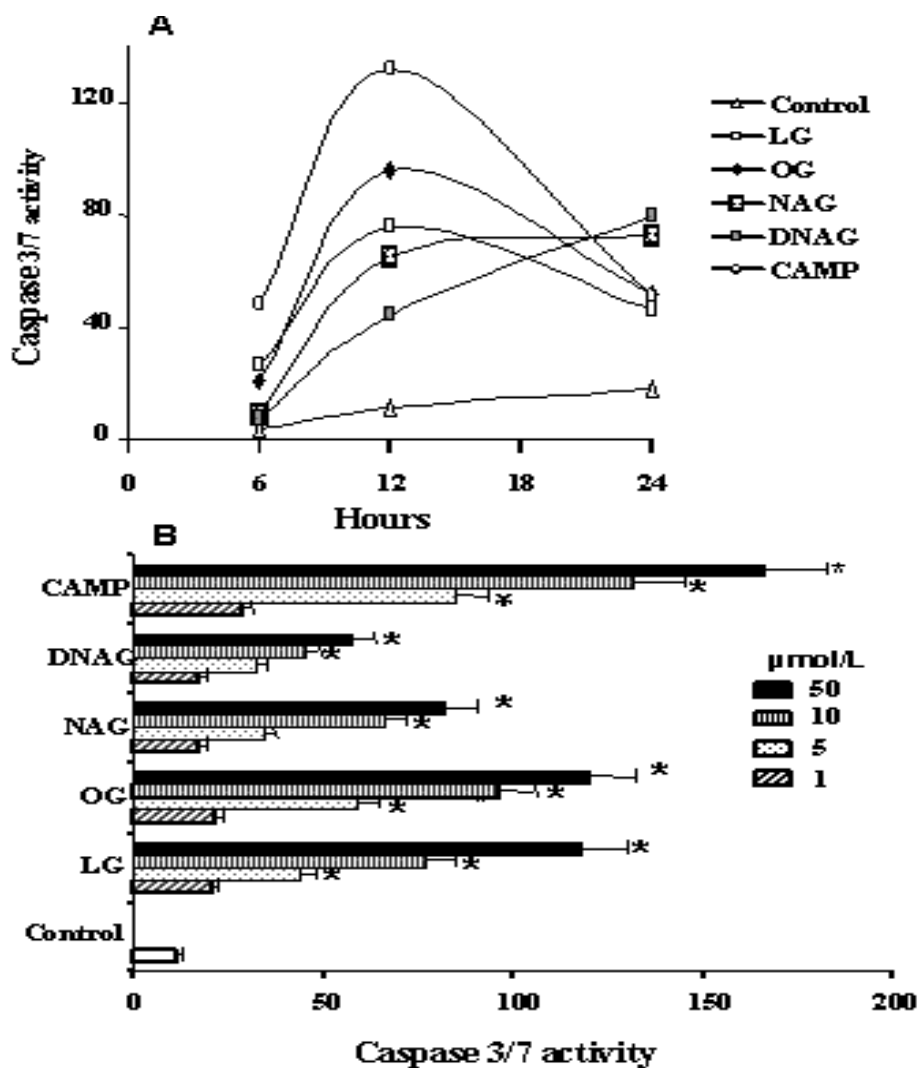 A
120
80
40
0
Caspase 3/7 activity
0 6 12 18 24
Hours
Control
LG
OG
NAG
DNAG
CAMP
B
CAMP *
*
*
DNAG *
*
NAG *
*
OG *
*
*
LG *
*
*
Control
µmol/L
50
10
5
1
0 50 100 150 200
Caspase 3/7 activity